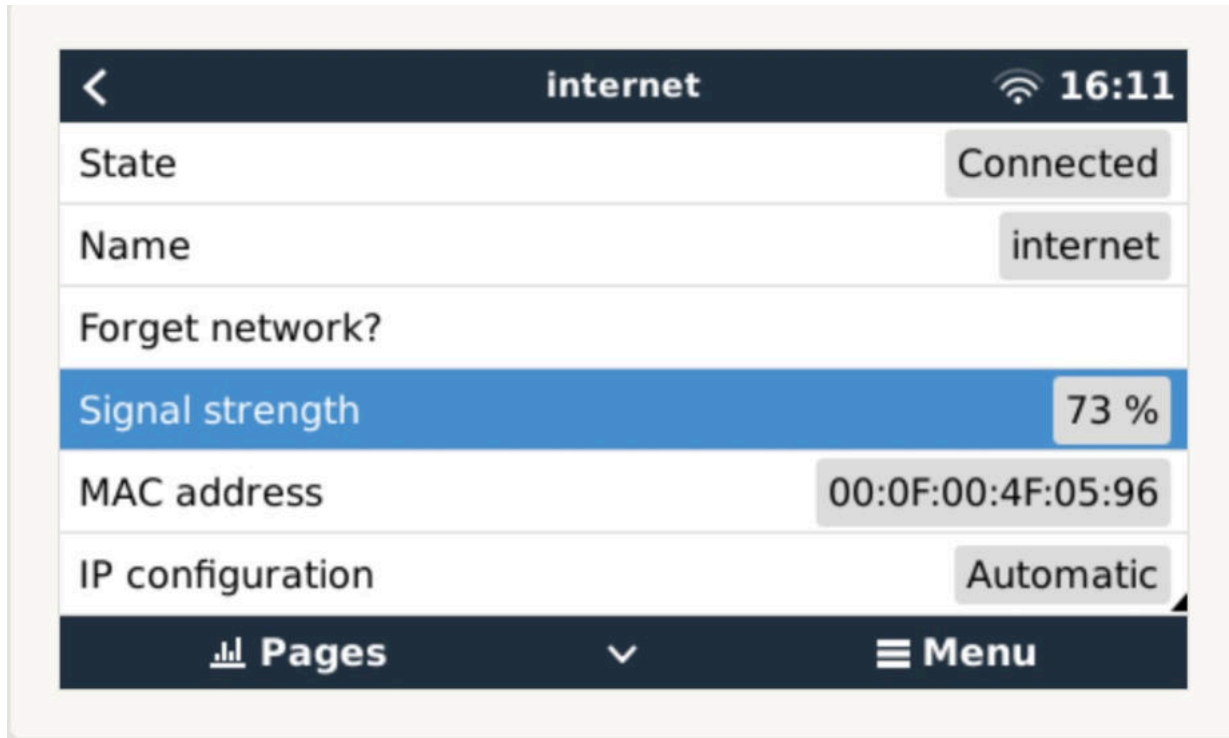 internet 16:11
State Connected
Name internet
Forget network?
Signal strength 73 %
MAC address 00:0F:00:4F:05:96
IP configuration Automatic
Pages Menu